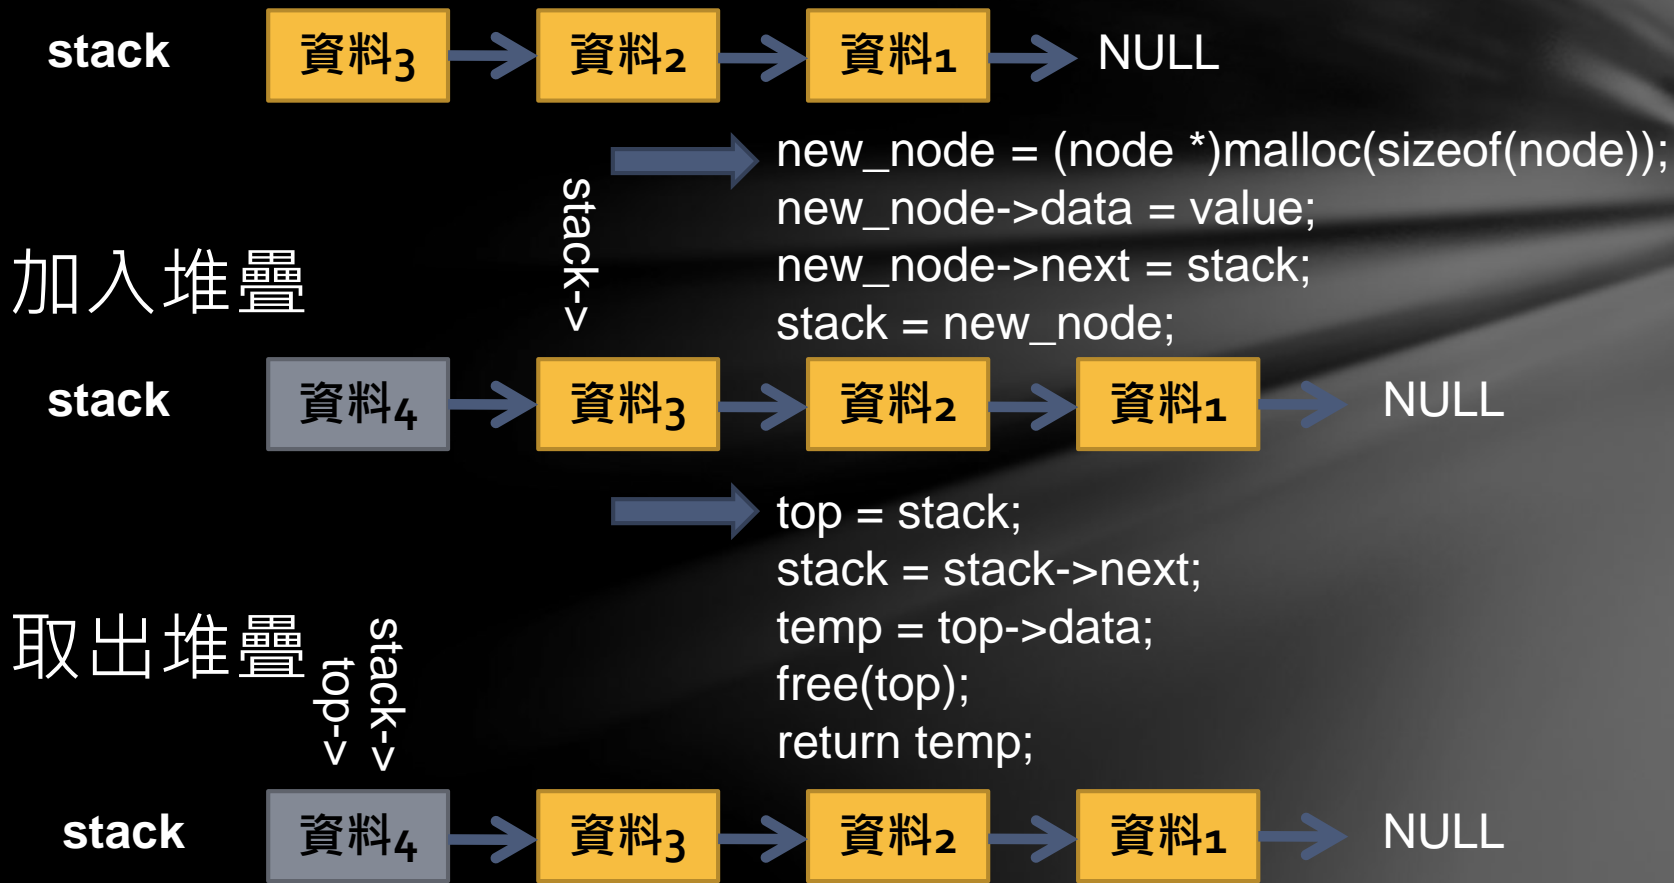 stack 資料3 資料2 資料1 NULL
new_node = (node *)malloc(sizeof(node));
new_node->data = value;
new_node->next = stack;
stack = new_node;
stack->
加入堆疊
stack 資料4 資料3 資料2 資料1 NULL
top = stack;
stack = stack->next;
temp = top->data;
free(top);
return temp;
取出堆疊
stack->
top->
stack 資料4 資料3 資料2 資料1 NULL